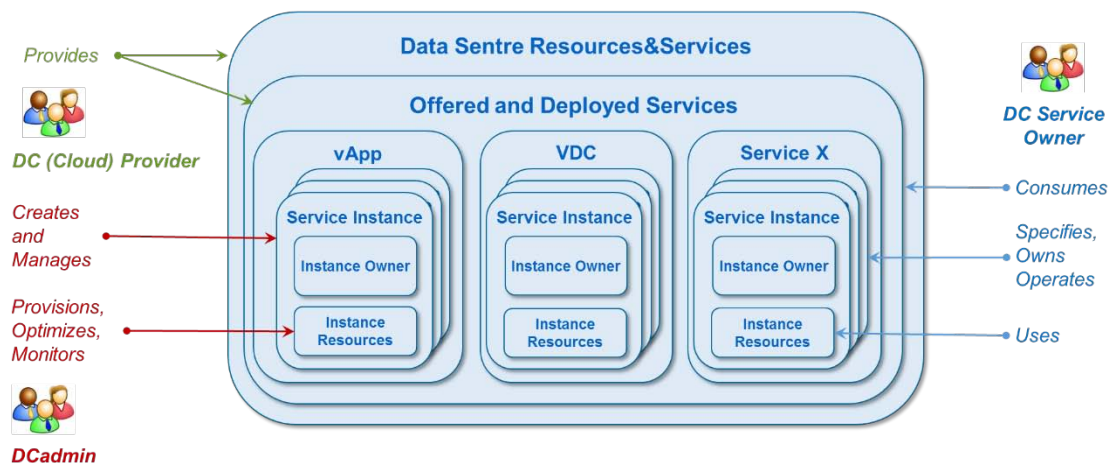 Data Sentre Resources&Services
Provides
Offered and Deployed Services
DC (Cloud) Provider
DC Service
Owner
vApp
VDC
Service X
Consumes
Creates
and
Manages
Service Instance
Service Instance
Service Instance
Specifies,
Owns
Operates
Instance Owner
Instance Owner
Instance Owner
Provisions,
Optimizes,
Monitors
Instance
Resources
Instance
Resources
Instance
Resources
Uses
DCadmin